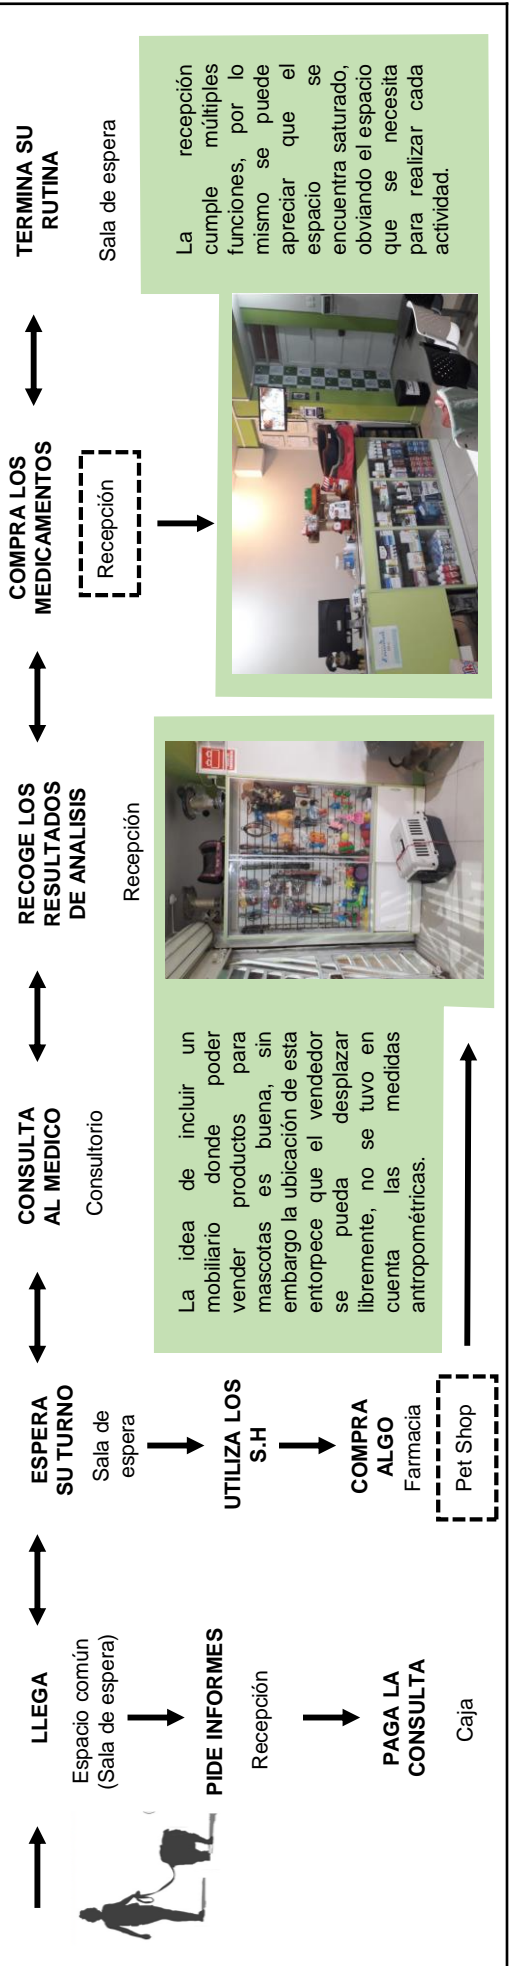 LLEGA
Espacio común
(Sala de espera)
PIDE INFORMES
Recepción
PAGA LA
CONSULTA
Caja
ESPERA
SU TURNO
Sala de
espera
UTILIZA LOS
S.H
COMPRA
ALGO
Farmacia
Pet Shop
CONSULTA
AL MEDICO
Consultorio
La idea de incluir un
mobiliario donde poder
vender productos para
mascotas es buena, sin
embargo la ubicación de esta
entorpece que el vendedor
se pueda desplazar
libremente, no se tuvo en
cuenta las medidas
antropométricas.
RECOGE LOS
RESULTADOS
DE ANALISIS
Recepción
COMPRA LOS
MEDICAMENTOS
Recepción
TERMINA SU
RUTINA
Sala de espera
La recepción
cumple múltiples
funciones, por lo
mismo se puede
apreciar que el
espacio se
encuentra saturado,
obviando el espacio
que se necesita
para realizar cada
actividad.